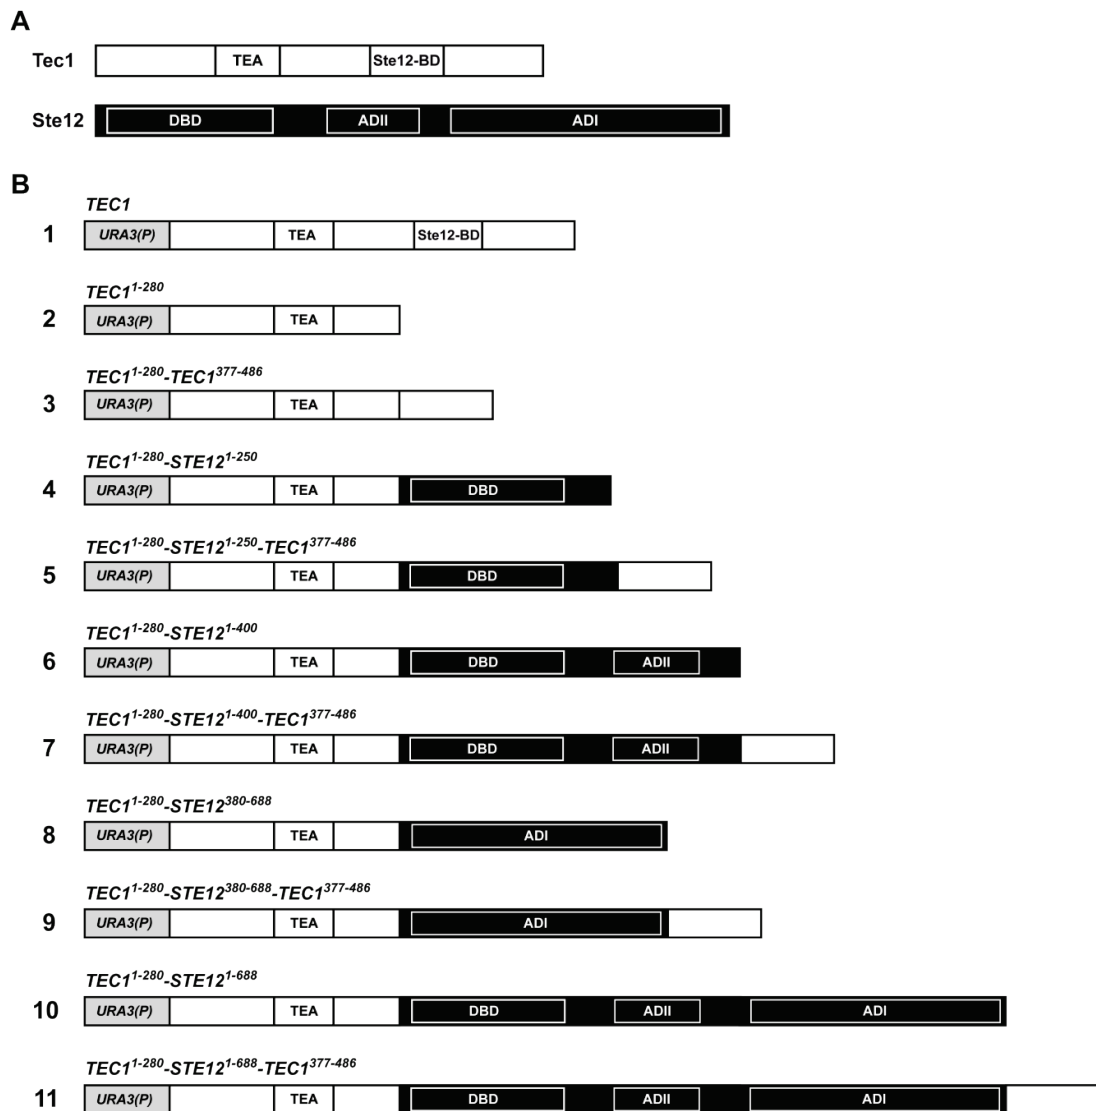 A
Tec1 TEA Ste12-BD
Ste12 DBD ADII ADI
B
TEC1
1 URA3(P) TEA Ste12-BD
TEC1^1-280
2 URA3(P) TEA
TEC1^1-280-TEC1^377-486
3 URA3(P) TEA
TEC1^1-280-STE12^1-250
4 URA3(P) TEA DBD
TEC1^1-280-STE12^1-250-TEC1^377-486
5 URA3(P) TEA DBD
TEC1^1-280-STE12^1-400
6 URA3(P) TEA DBD ADII
TEC1^1-280-STE12^1-400-TEC1^377-486
7 URA3(P) TEA DBD ADII
TEC1^1-280-STE12^380-688
8 URA3(P) TEA ADI
TEC1^1-280-STE12^380-688-TEC1^377-486
9 URA3(P) TEA ADI
TEC1^1-280-STE12^1-688
10 URA3(P) TEA DBD ADII ADI
TEC1^1-280-STE12^1-688-TEC1^377-486
11 URA3(P) TEA DBD ADII ADI